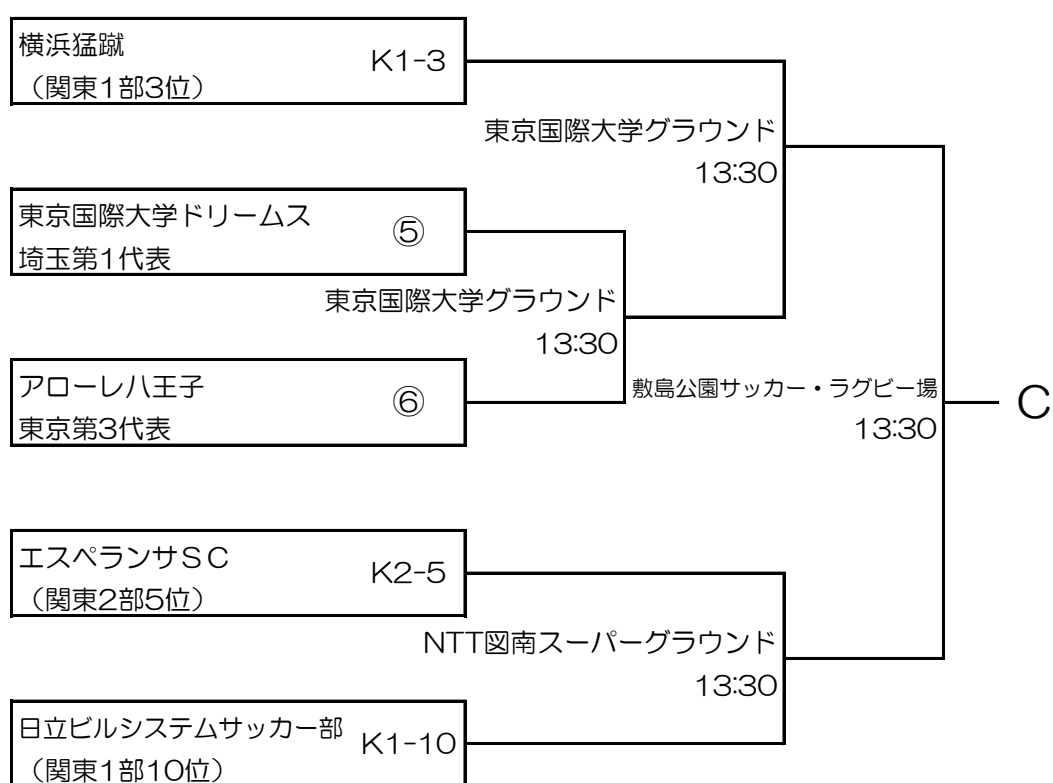 横浜猛蹴
（関東1部3位）
K1-3
東京国際大学グラウンド
13:30
東京国際大学ドリームス
埼玉第1代表
⑤
東京国際大学グラウンド
13:30
アローレ八王子
東京第3代表
⑥
敷島公園サッカー・ラグビー場
13:30
C
エスペランサＳＣ
（関東2部5位）
K2-5
NTT図南スーパーグラウンド
13:30
日立ビルシステムサッカー部
（関東1部10位）
K1-10